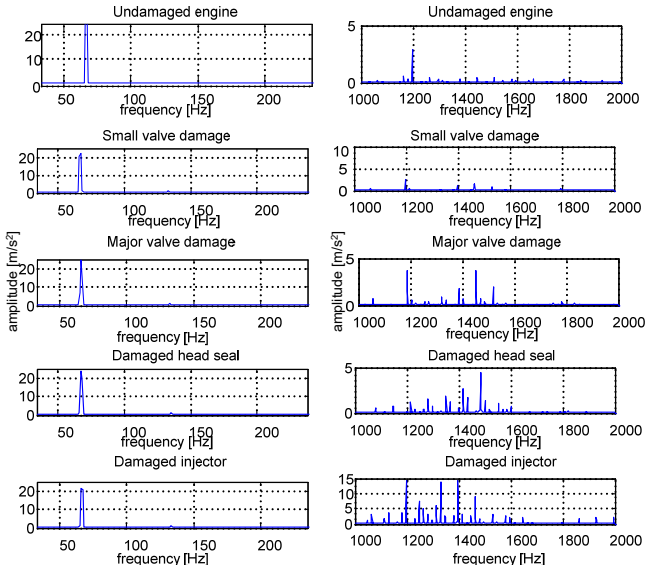 Undamaged engine
20
10
0
50 100 150 200
frequency [Hz]
Undamaged engine
5
0
1000 1200 1400 1600 1800 2000
frequency [Hz]
Small valve damage
20
10
0
50 100 150 200
frequency [Hz]
Small valve damage
10
5
0
1000 1200 1400 1600 1800 2000
frequency [Hz]
Major valve damage
20
10
0
50 100 150 200
frequency [Hz]
amplitude [m/s²]
Major valve damage
5
0
1000 1200 1400 1600 1800 2000
frequency [Hz]
amplitude [m/s²]
Damaged head seal
20
10
0
50 100 150 200
frequency [Hz]
Damaged head seal
5
0
1000 1200 1400 1600 1800 2000
frequency [Hz]
Damaged injector
20
10
0
50 100 150 200
frequency [Hz]
Damaged injector
15
10
5
0
1000 1200 1400 1600 1800 2000
frequency [Hz]